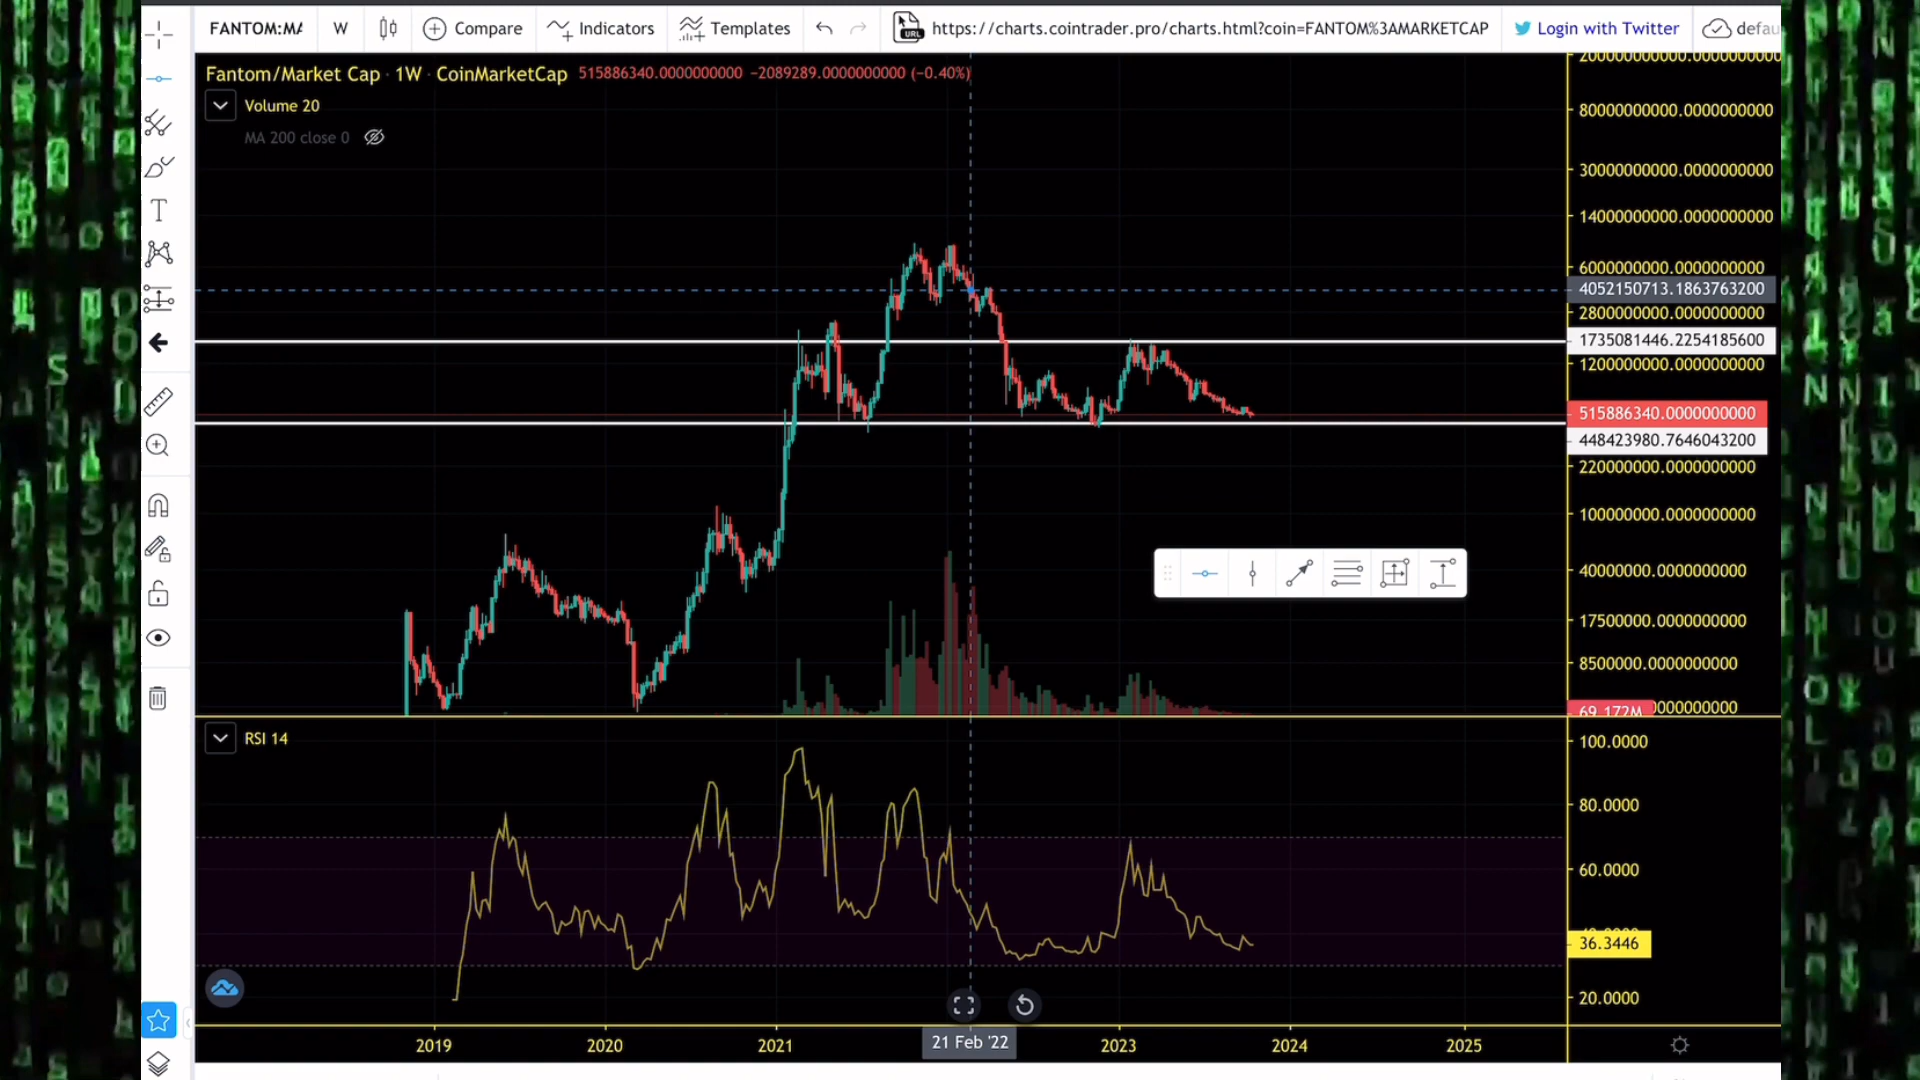 FANTOM:MA W Compare Indicators Templates https://charts.cointrader.pro/charts.html?coin=FANTOM%3AMARKETCAP Login with Twitter defau
Fantom/Market Cap · 1W · CoinMarketCap 515886340.0000000000 −2089289.0000000000 (−0.40%)
Volume 20
MA 200 close 0
80000000000.0000000000
30000000000.0000000000
14000000000.0000000000
6000000000.0000000000
4052150713.1863763200
2800000000.0000000000
1735081446.2254185600
1200000000.0000000000
515886340.0000000000
448423980.7646043200
220000000.0000000000
100000000.0000000000
40000000.0000000000
17500000.0000000000
8500000.0000000000
69.172M
RSI 14
100.0000
80.0000
60.0000
36.3446
20.0000
2019 2020 2021 21 Feb '22 2023 2024 2025